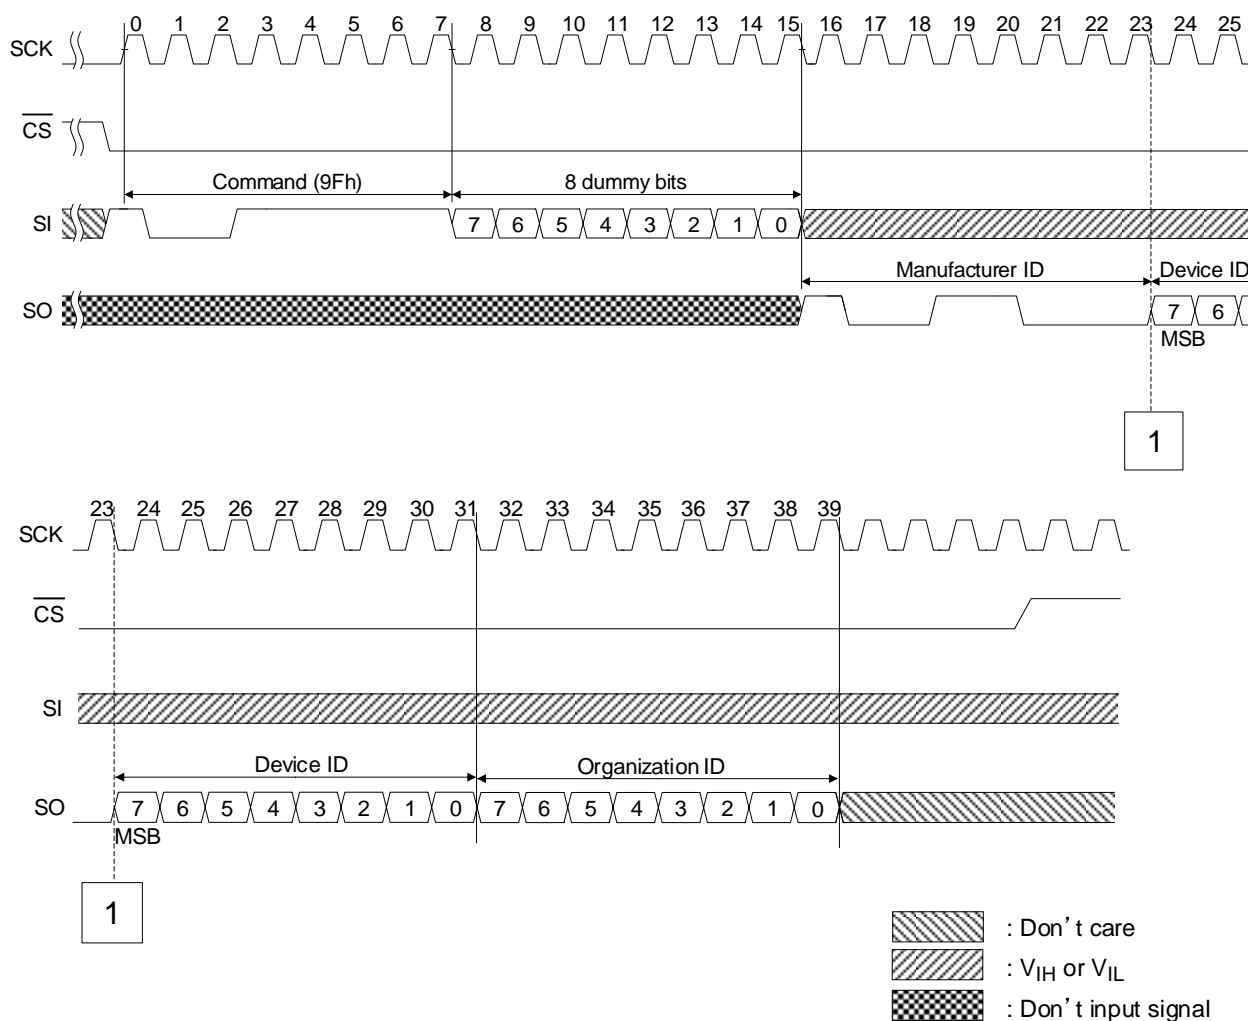 0 1 2 3 4 5 6 7 8 9 10 11 12 13 14 15 16 17 18 19 20 21 22 23 24 25
SCK
CS
Command (9Fh) 8 dummy bits
SI 7 6 5 4 3 2 1 0
Manufacturer ID Device ID
SO 7 6
MSB
1
23 24 25 26 27 28 29 30 31 32 33 34 35 36 37 38 39
SCK
CS
SI
Device ID Organization ID
SO 7 6 5 4 3 2 1 0 7 6 5 4 3 2 1 0
MSB
1
: Don't care
: VIH or VIL
: Don't input signal